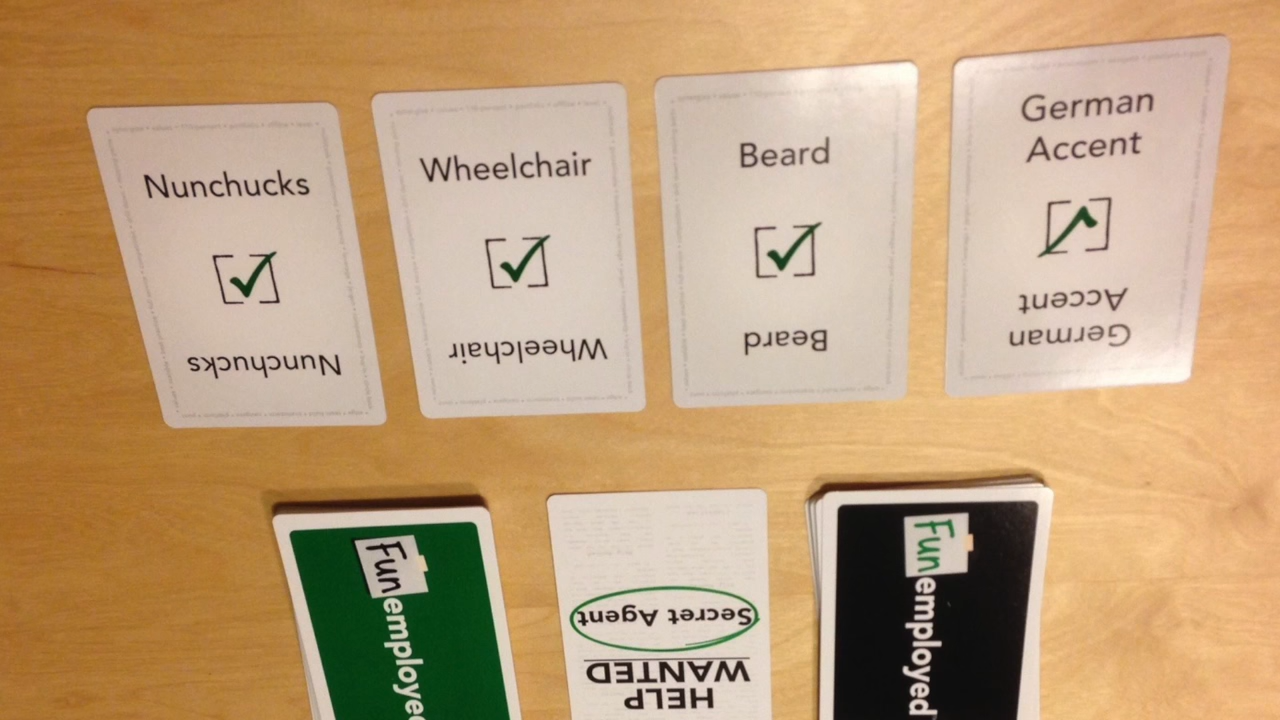 Nunchucks
Nunchucks
Wheelchair
Wheelchair
Beard
Beard
German
Accent
German
Accent
Funemployed
HELP
WANTED
Secret Agent
Funemployed